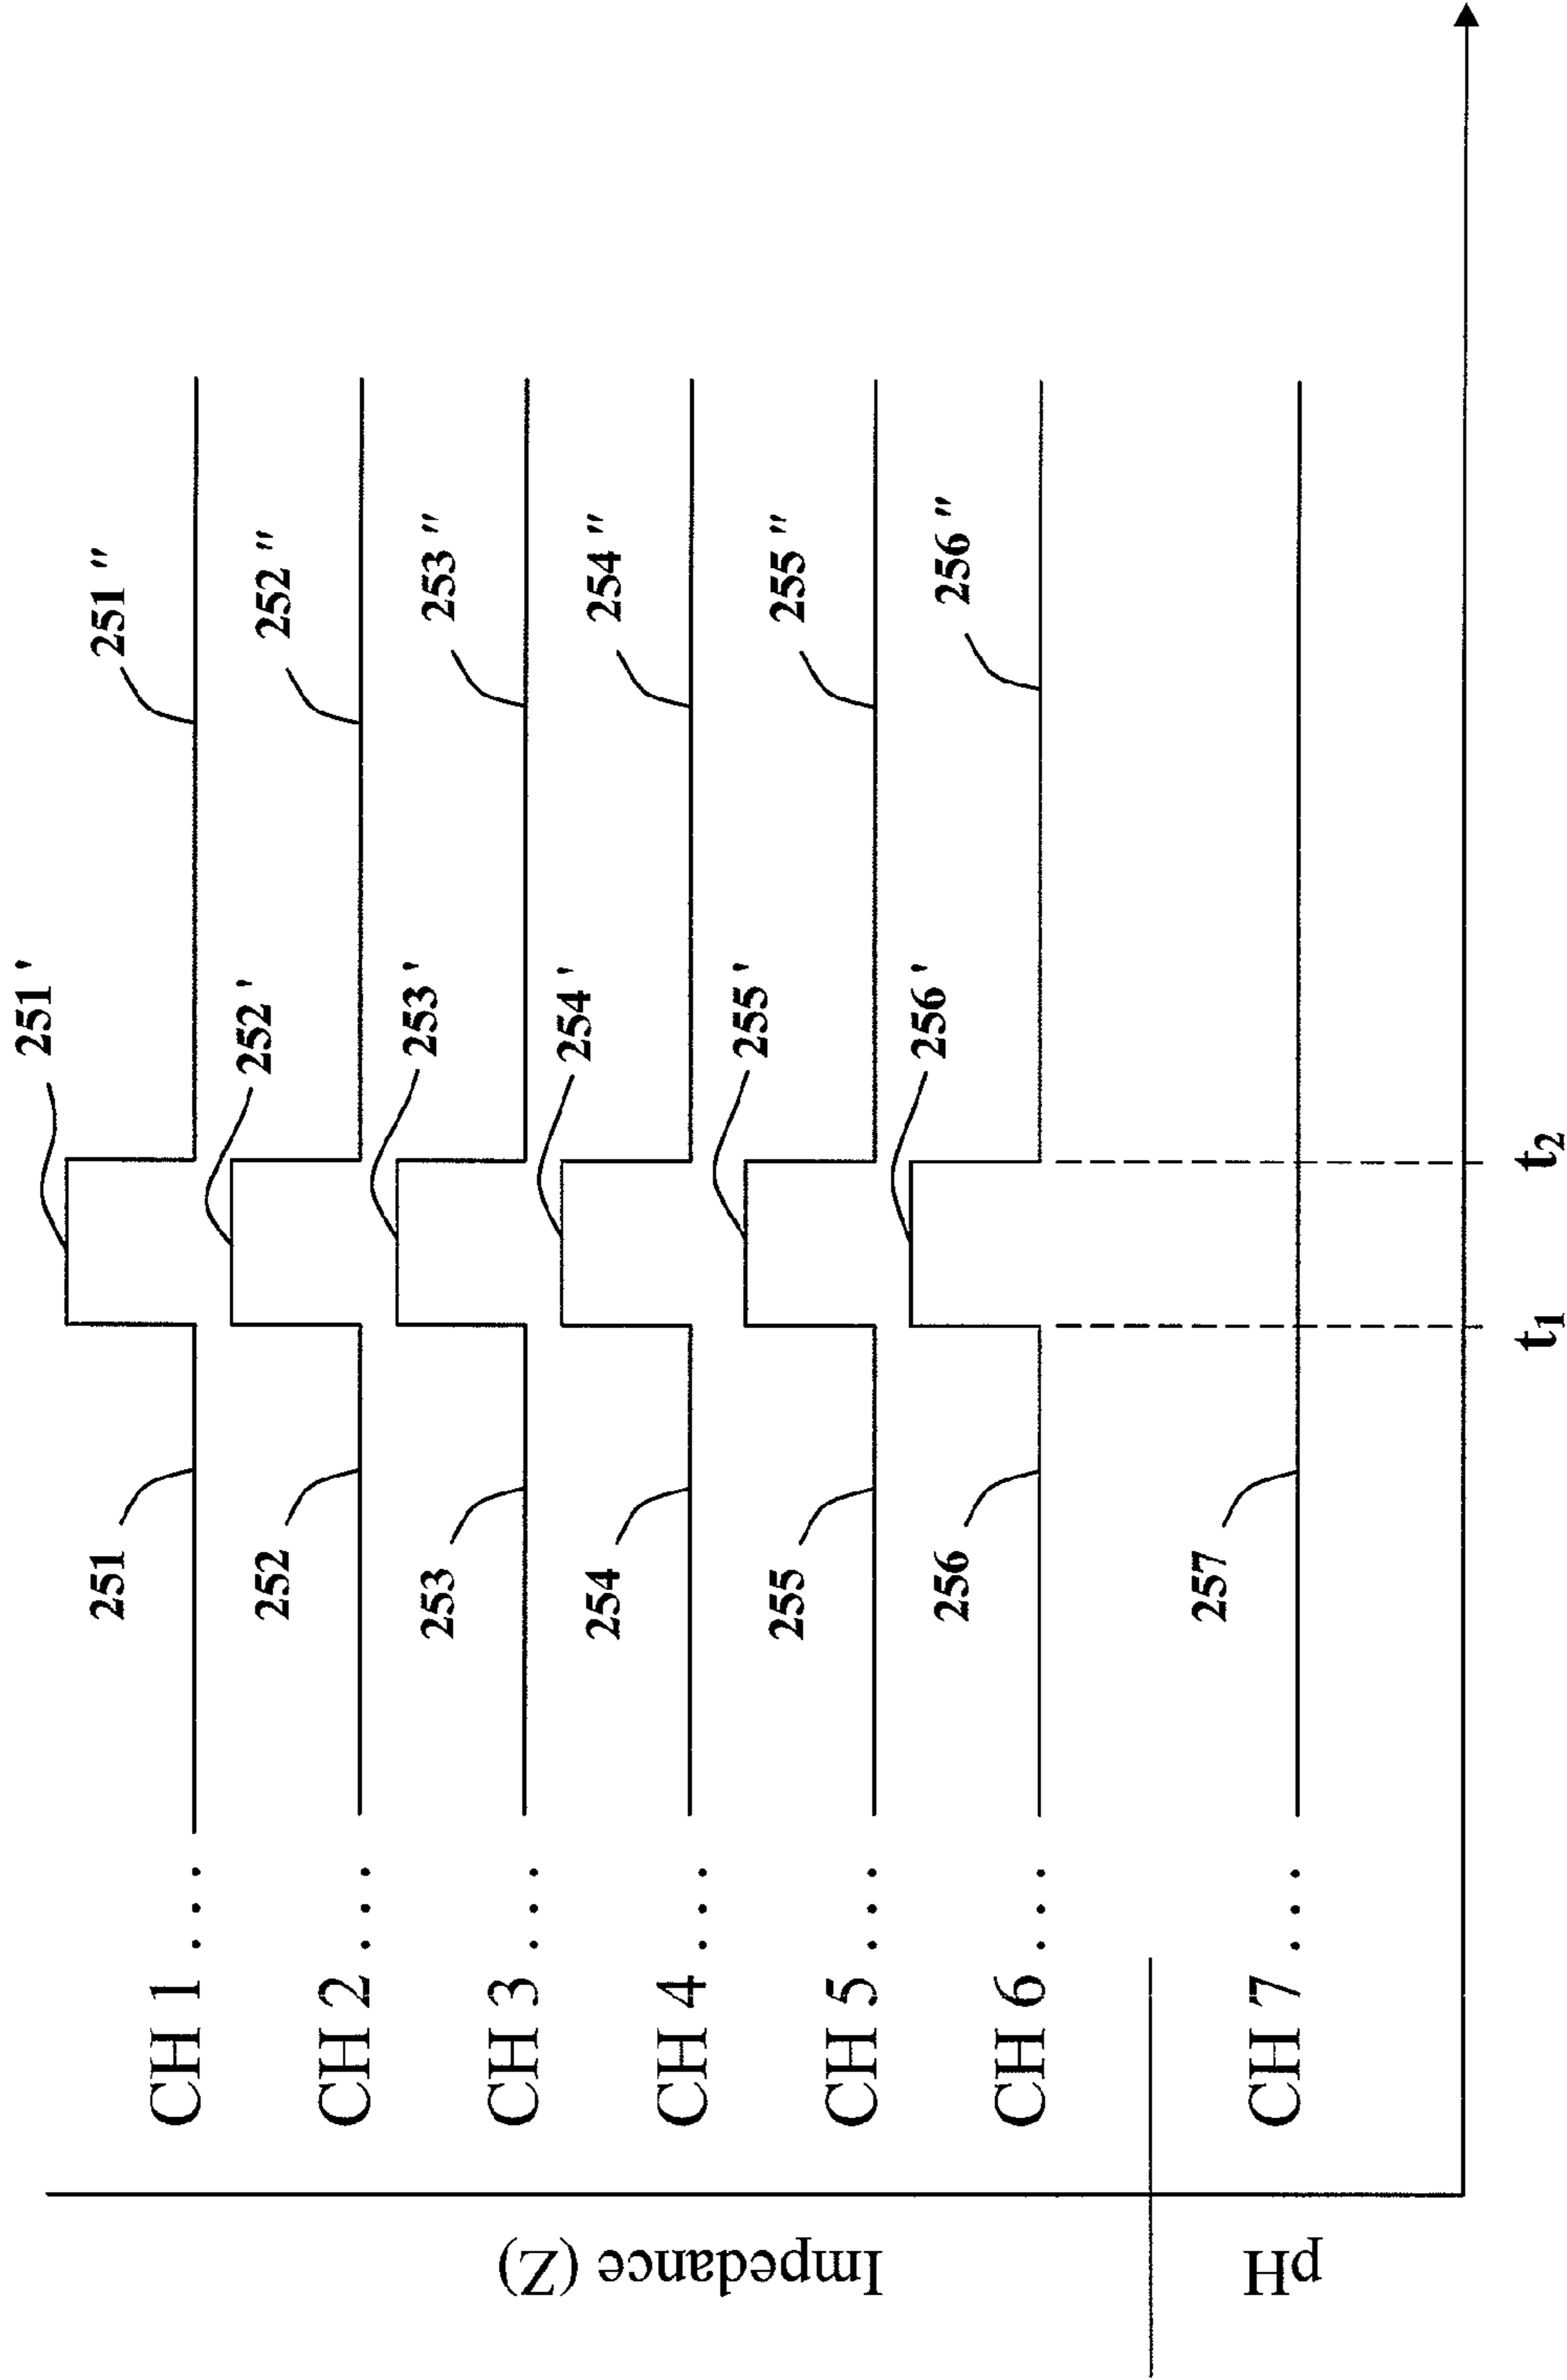 251 ' 251 "
251
CH 1 . . .
252 ' 252 "
252
CH 2 . . .
253 ' 253 "
253
CH 3 . . .
254 ' 254 "
254
CH 4 . . .
255 ' 255 "
255
CH 5 . . .
256 ' 256 "
256
CH 6 . . .
Impedance (Z)
257
CH 7 . . .
pH
t1 t2